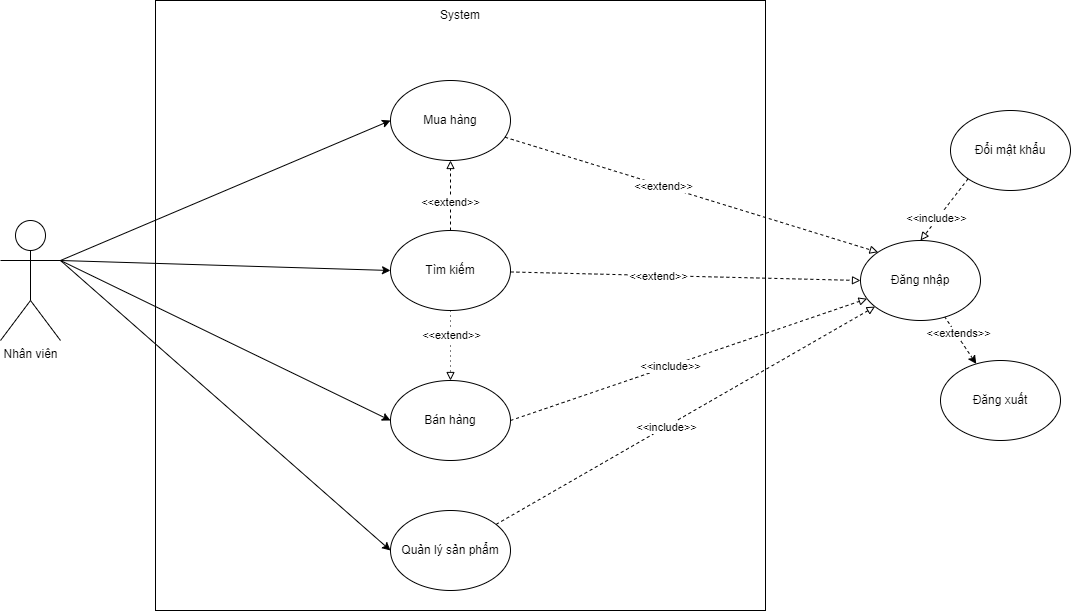 System
Mua hàng
<<extend>>
Đổi mật khẩu
<<extend>>
<<include>>
Tìm kiếm
<<extend>>
Đăng nhập
Nhân viên
<<extend>>
<<extends>>
<<include>>
Bán hàng
Đăng xuất
<<include>>
Quản lý sản phẩm